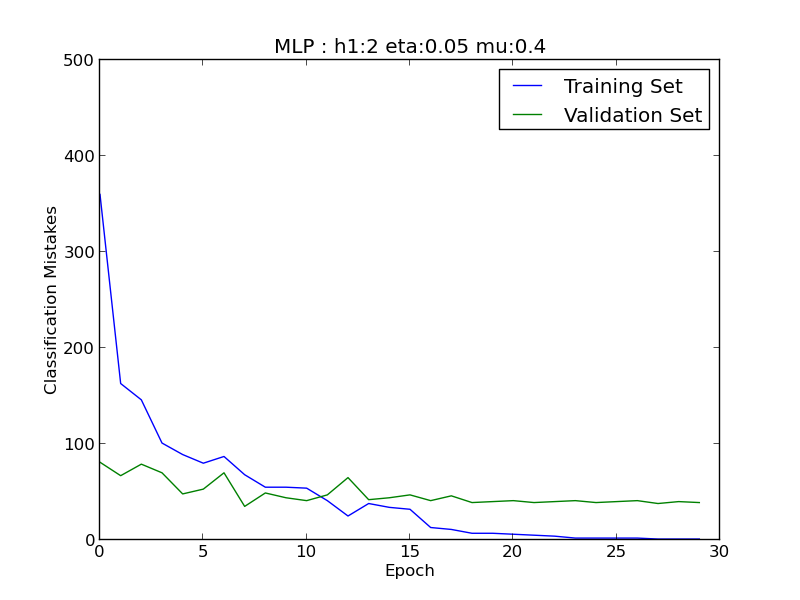 MLP : h1:2 eta:0.05 mu:0.4
500
400
300
200
100
0
Classification Mistakes
Training Set
Validation Set
0 5 10 15 20 25 30
Epoch